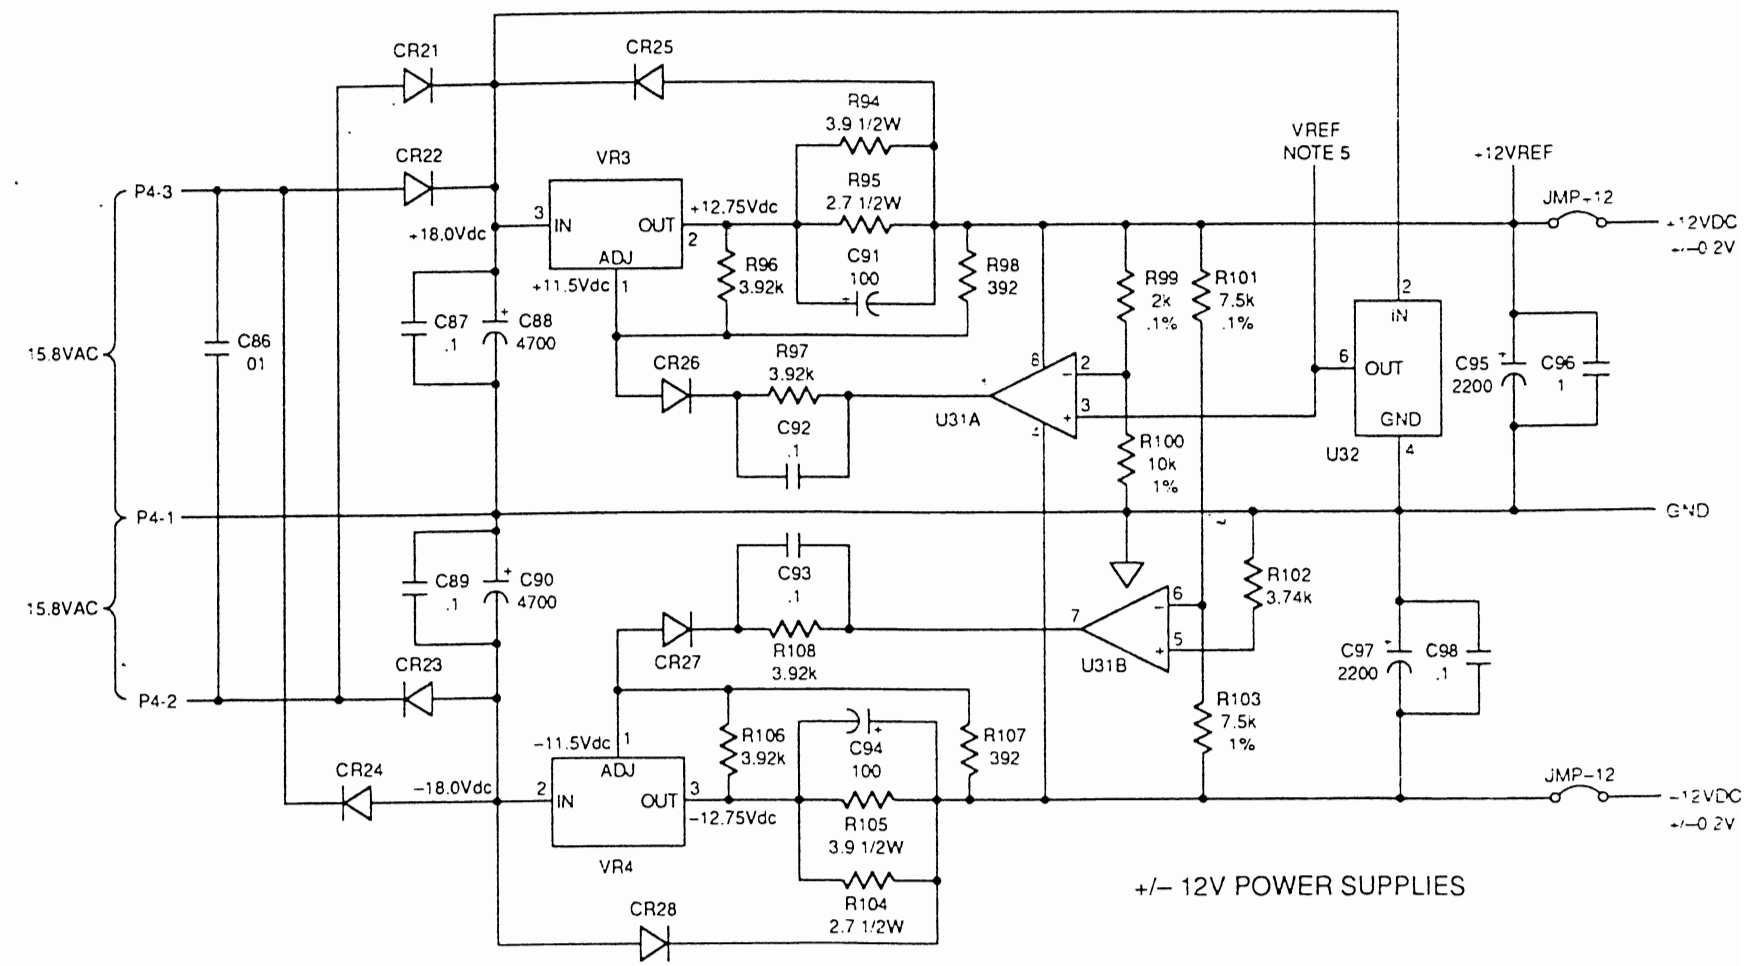 CR21
CR25
R94
3.9 1/2W
CR22
VR3
R95
2.7 1/2W
VREF
NOTE 5
+12VREF
P4-3
JMP+12
+12VDC
+/-0.2V
3
IN
OUT
2
+12.75Vdc
+18.0Vdc
ADJ
+11.5Vdc
1
R96
3.92k
C91
100
+
R98
392
R99
2k
.1%
R101
7.5k
.1%
2
IN
6
OUT
GND
4
U32
C87
.1
+
C88
4700
C86
01
15.8VAC
CR26
R97
3.92k
C92
.1
1
8
2
−
3
+
4
U31A
R100
10k
1%
+
C95
2200
C96
1
P4-1
GND
C89
.1
+
C90
4700
C93
.1
15.8VAC
CR27
R108
3.92k
7
6
−
5
+
U31B
R102
3.74k
+
C97
2200
C98
.1
CR23
P4-2
R103
7.5k
1%
−11.5Vdc
1
ADJ
R106
3.92k
+
C94
100
R107
392
CR24
−18.0Vdc
2
IN
OUT
3
−12.75Vdc
R105
3.9 1/2W
JMP-12
−12VDC
+/−0.2V
VR4
R104
2.7 1/2W
CR28
+/− 12V POWER SUPPLIES